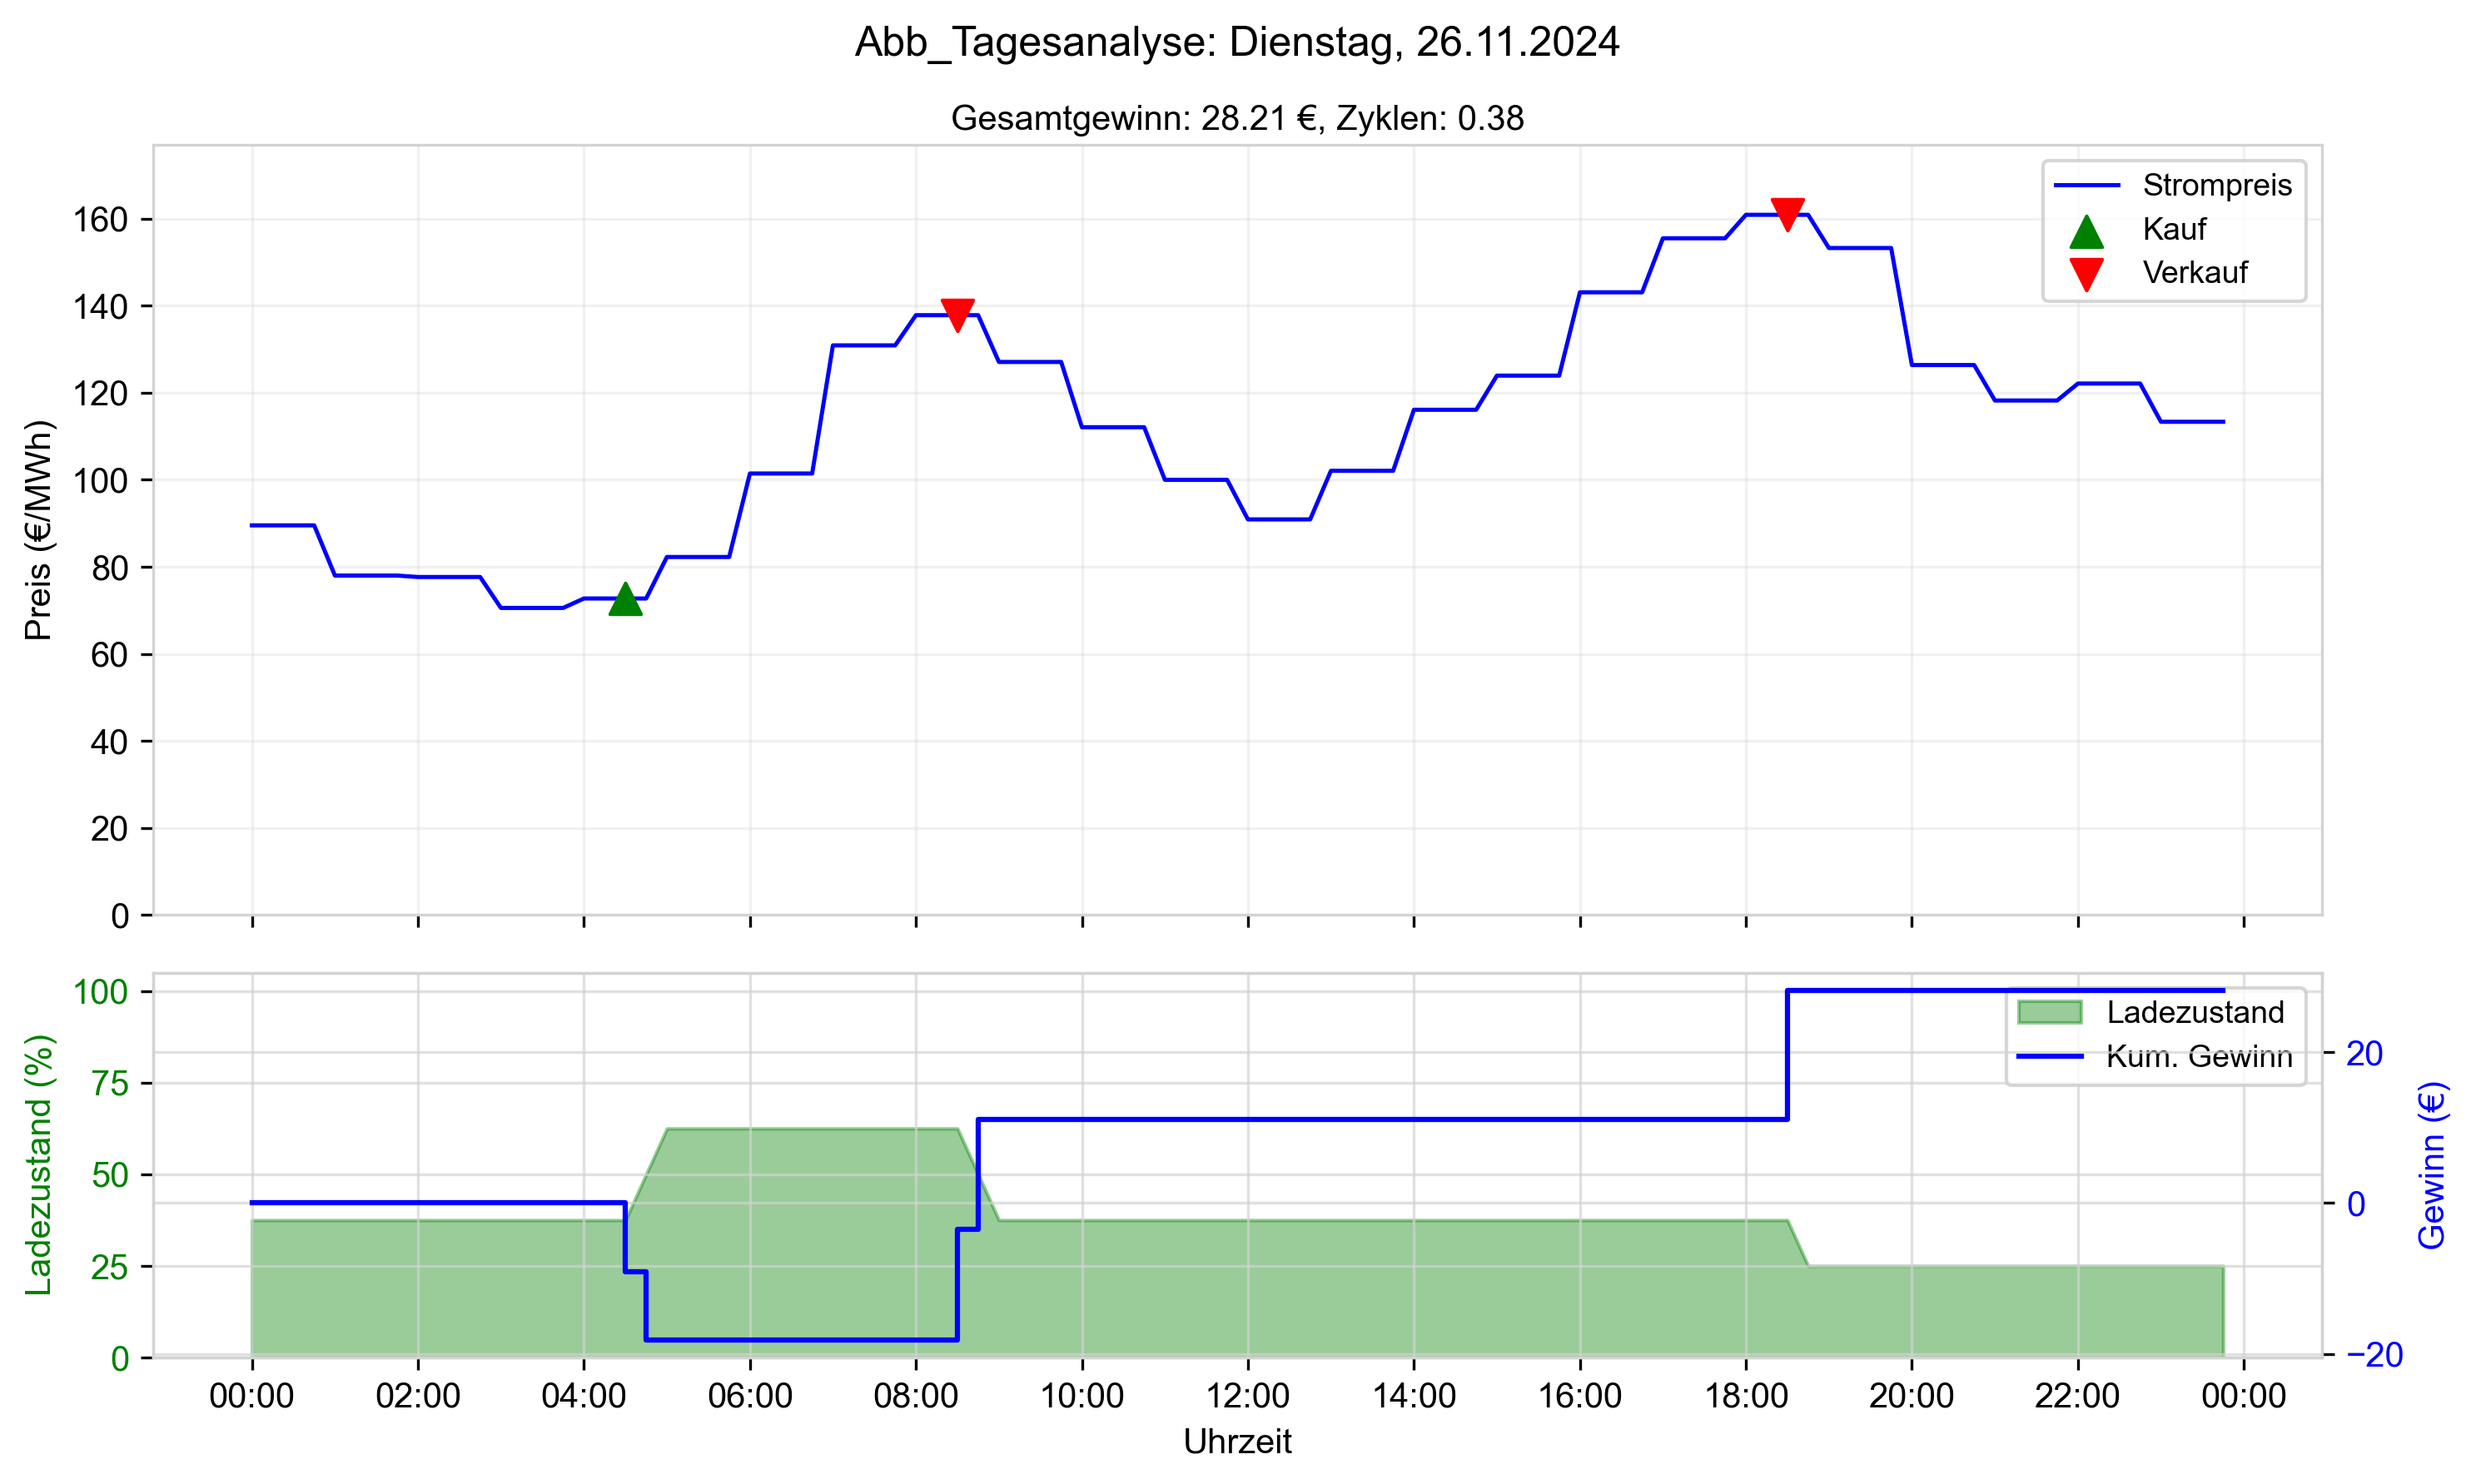 Abb_Tagesanalyse: Dienstag, 26.11.2024
Gesamtgewinn: 28.21 €, Zyklen: 0.38
Preis (€/MWh)
160
140
120
100
80
60
40
20
0
Strompreis
Kauf
Verkauf
Ladezustand (%)
100
75
50
25
0
Ladezustand
Kum. Gewinn
20
0
−20
Gewinn (€)
00:00 02:00 04:00 06:00 08:00 10:00 12:00 14:00 16:00 18:00 20:00 22:00 00:00
Uhrzeit